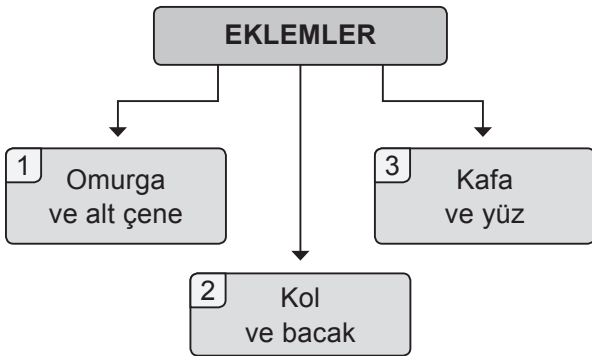 EKLEMLER
1
Omurga
ve alt çene
3
Kafa
ve yüz
2
Kol
ve bacak